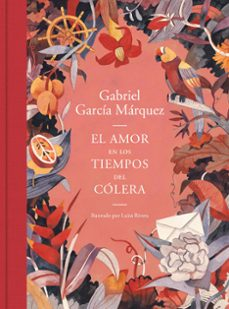 Gabriel
García Márquez
EL AMOR
EN LOS
TIEMPOS
DEL
CÓLERA
Ilustrado por Luisa Rivera